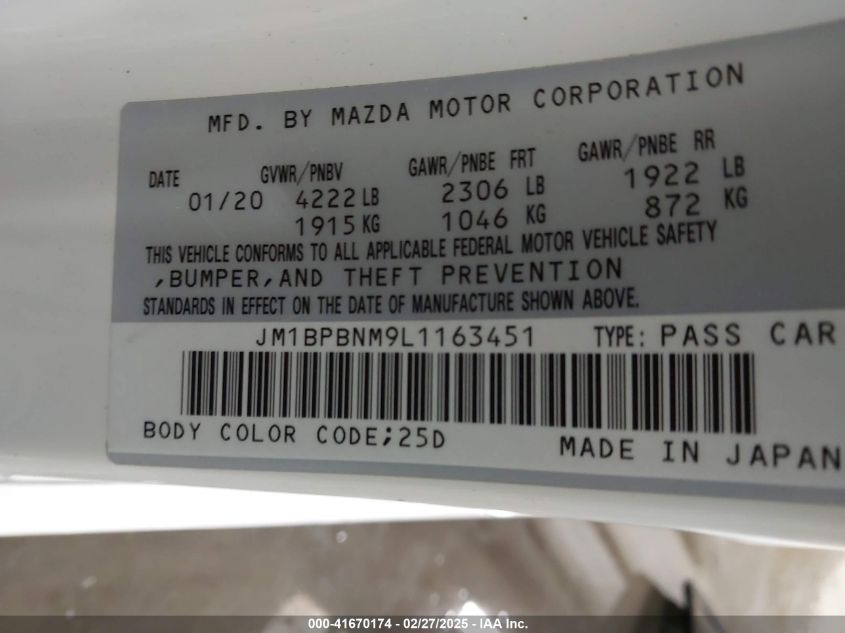 MFD. BY MAZDA MOTOR CORPORATION
DATE GVWR/PNBV GAWR/PNBE FRT GAWR/PNBE RR
01/20 4222 LB 2306 LB 1922 LB
1915 KG 1046 KG 872 KG
THIS VEHICLE CONFORMS TO ALL APPLICABLE FEDERAL MOTOR VEHICLE SAFETY
,BUMPER,AND THEFT PREVENTION
STANDARDS IN EFFECT ON THE DATE OF MANUFACTURE SHOWN ABOVE.
JM1BPBNM9L1163451 TYPE: PASS CAR
BODY COLOR CODE;25D MADE IN JAPAN
000-41670174 - 02/27/2025 - IAA Inc.